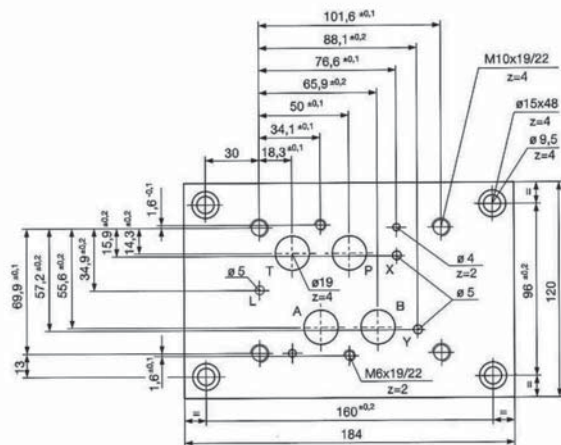 101,6 ±0,1
88,1 ±0,2
76,6 ±0,1
65,9 ±0,2
50 ±0,1
34,1 ±0,1
30
18,3 ±0,1
M10x19/22
z=4
ø15x48
z=4
ø 9,5
z=4
1,6 -0,1
15,9 ±0,2
14,3 ±0,2
34,9 ±0,2
55,6 ±0,2
57,2 ±0,2
69,9 ±0,1
13
1,6 ±0,1
T
P
X
ø 5
L
ø19
z=4
ø 4
z=2
ø 5
A
B
Y
M6x19/22
z=2
=
96 ±0,2
120
=
=
160 ±0,2
=
184